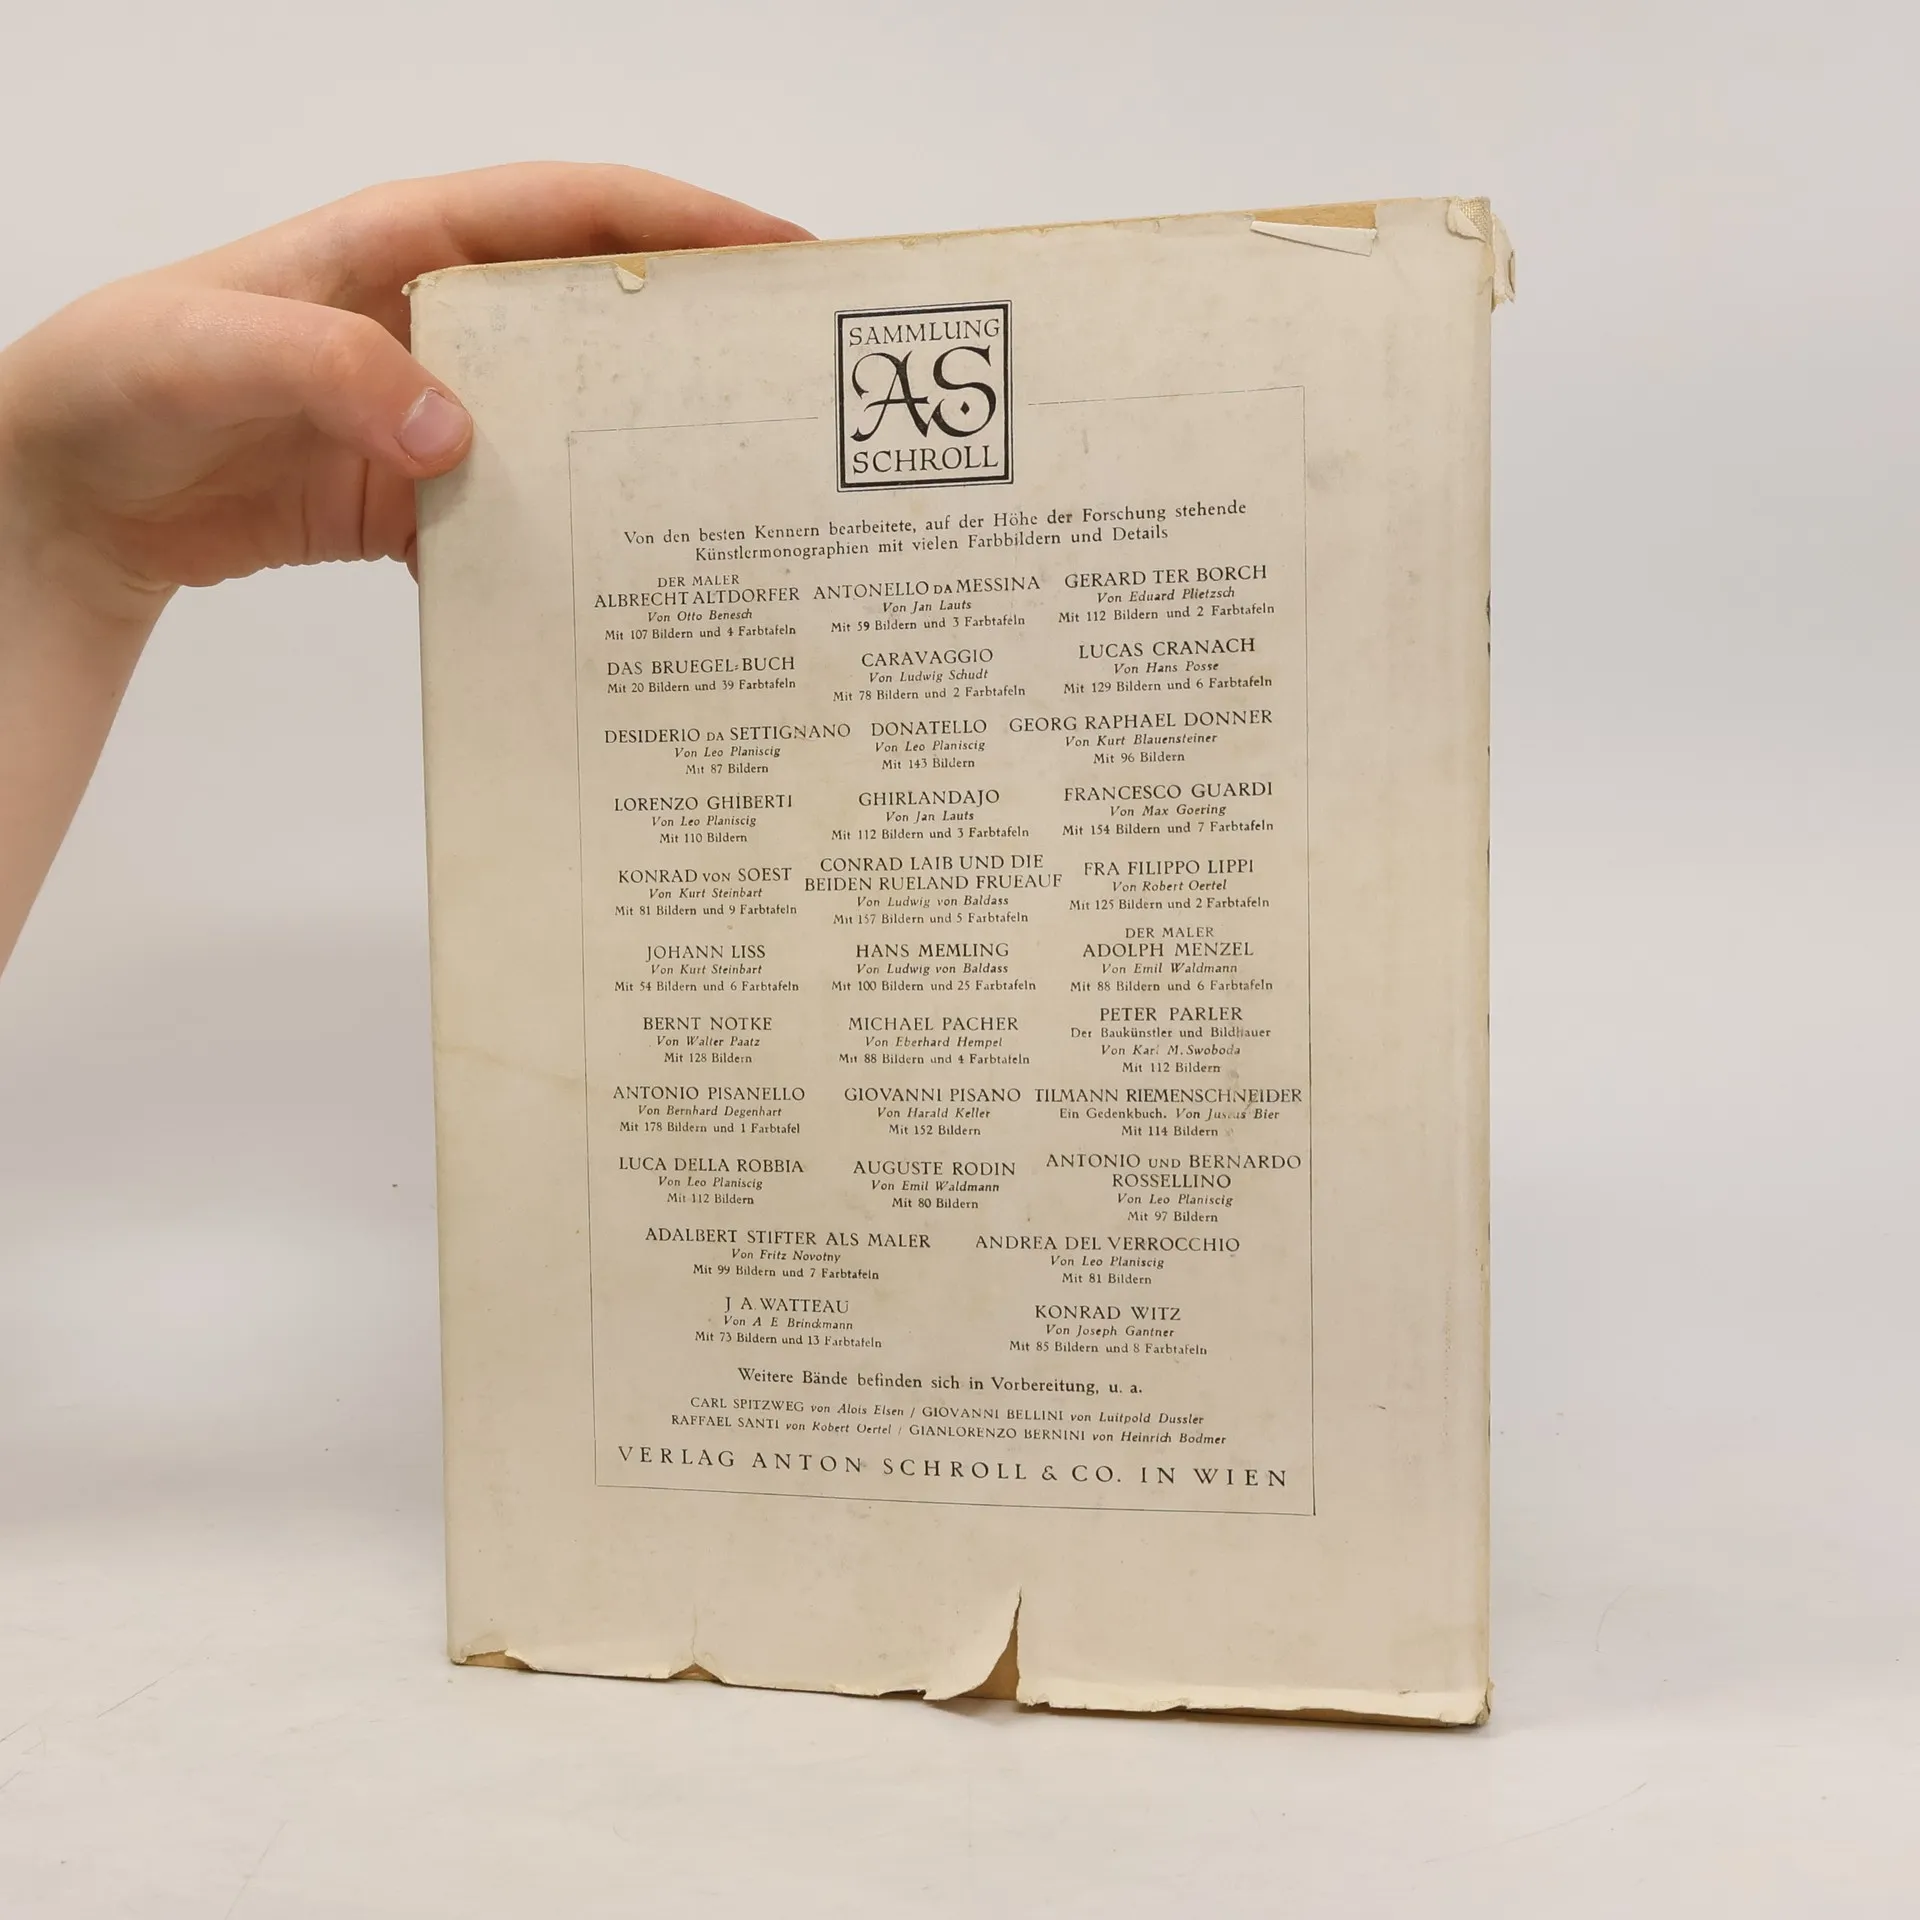 SAMMLUNG
AS
SCHROLL
Von den besten Kennern bearbeitete, auf der Höhe der Forschung stehende
Künstlermonographien mit vielen Farbbildern und Details
DER MALER
ALBRECHT ALTDORFER
Von Otto Benesch
Mit 107 Bildern und 4 Farbtafeln
ANTONELLO DA MESSINA
Von Jan Lauts
Mit 59 Bildern und 3 Farbtafeln
GERARD TER BORCH
Von Eduard Plietzsch
Mit 112 Bildern und 2 Farbtafeln
DAS BRUEGEL-BUCH
Mit 20 Bildern und 39 Farbtafeln
CARAVAGGIO
Von Ludwig Schudt
Mit 78 Bildern und 2 Farbtafeln
LUCAS CRANACH
Von Hans Posse
Mit 129 Bildern und 6 Farbtafeln
DESIDERIO DA SETTIGNANO
Von Leo Planiscig
Mit 87 Bildern
DONATELLO
Von Leo Planiscig
Mit 143 Bildern
GEORG RAPHAEL DONNER
Von Kurt Blauensteiner
Mit 96 Bildern
LORENZO GHIBERTI
Von Leo Planiscig
Mit 110 Bildern
GHIRLANDAJO
Von Jan Lauts
Mit 112 Bildern und 3 Farbtafeln
FRANCESCO GUARDI
Von Max Goering
Mit 154 Bildern und 7 Farbtafeln
KONRAD VON SOEST
Von Kurt Steinbart
Mit 81 Bildern und 9 Farbtafeln
CONRAD LAIB UND DIE
BEIDEN RUELAND FRUEAUF
Von Ludwig von Baldass
Mit 157 Bildern und 5 Farbtafeln
FRA FILIPPO LIPPI
Von Robert Oertel
Mit 125 Bildern und 2 Farbtafeln
JOHANN LISS
Von Kurt Steinbart
Mit 54 Bildern und 6 Farbtafeln
HANS MEMLING
Von Ludwig von Baldass
Mit 100 Bildern und 25 Farbtafeln
DER MALER
ADOLPH MENZEL
Von Emil Waldmann
Mit 88 Bildern und 6 Farbtafeln
BERNT NOTKE
Von Walter Paatz
Mit 128 Bildern
MICHAEL PACHER
Von Eberhard Hempel
Mit 88 Bildern und 4 Farbtafeln
PETER PARLER
Der Baukünstler und Bildhauer
Von Karl M. Swoboda
Mit 112 Bildern
ANTONIO PISANELLO
Von Bernhard Degenhart
Mit 178 Bildern und 1 Farbtafel
GIOVANNI PISANO
Von Harald Keller
Mit 152 Bildern
TILMANN RIEMENSCHNEIDER
Ein Gedenkbuch. Von Justus Bier
Mit 114 Bildern
LUCA DELLA ROBBIA
Von Leo Planiscig
Mit 112 Bildern
AUGUSTE RODIN
Von Emil Waldmann
Mit 80 Bildern
ANTONIO UND BERNARDO
ROSSELLINO
Von Leo Planiscig
Mit 97 Bildern
ADALBERT STIFTER ALS MALER
Von Fritz Novotny
Mit 99 Bildern und 7 Farbtafeln
ANDREA DEL VERROCCHIO
Von Leo Planiscig
Mit 81 Bildern
J A. WATTEAU
Von A E Brinckmann
Mit 73 Bildern und 13 Farbtafeln
KONRAD WITZ
Von Joseph Gantner
Mit 85 Bildern und 8 Farbtafeln
Weitere Bände befinden sich in Vorbereitung, u. a.
CARL SPITZWEG von Alois Elsen / GIOVANNI BELLINI von Luitpold Dussler
RAFFAEL SANTI von Robert Oertel / GIANLORENZO BERNINI von Heinrich Bodmer
VERLAG ANTON SCHROLL & CO. IN WIEN